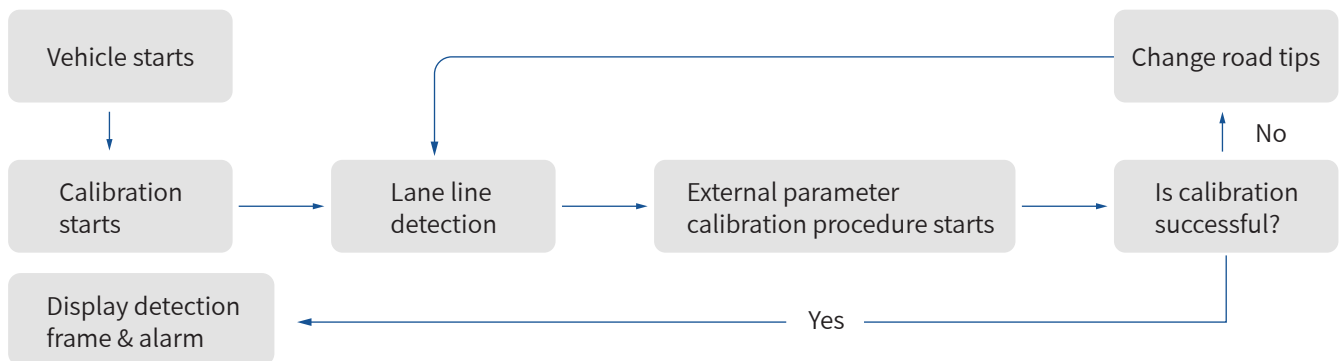 Vehicle starts
Change road tips
No
Calibration
starts
Lane line
detection
External parameter
calibration procedure starts
Is calibration
successful?
Display detection
frame & alarm
Yes